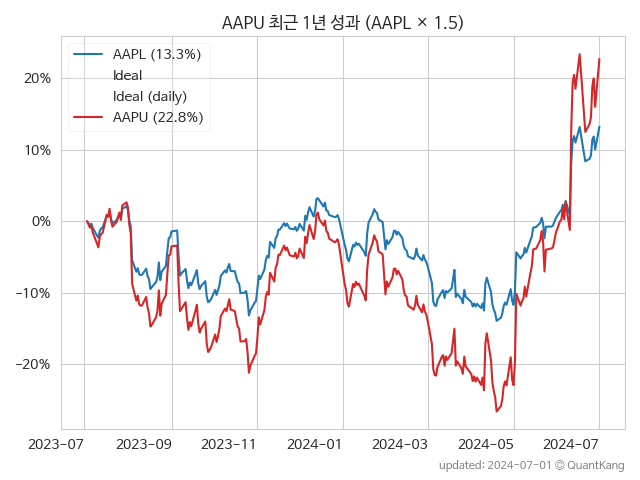 AAPU 최근 1년 성과 (AAPL × 1.5)
AAPL (13.3%)
Ideal
Ideal (daily)
AAPU (22.8%)
20%
10%
0%
−10%
−20%
2023-07
2023-09
2023-11
2024-01
2024-03
2024-05
2024-07
updated: 2024-07-01 © QuantKang